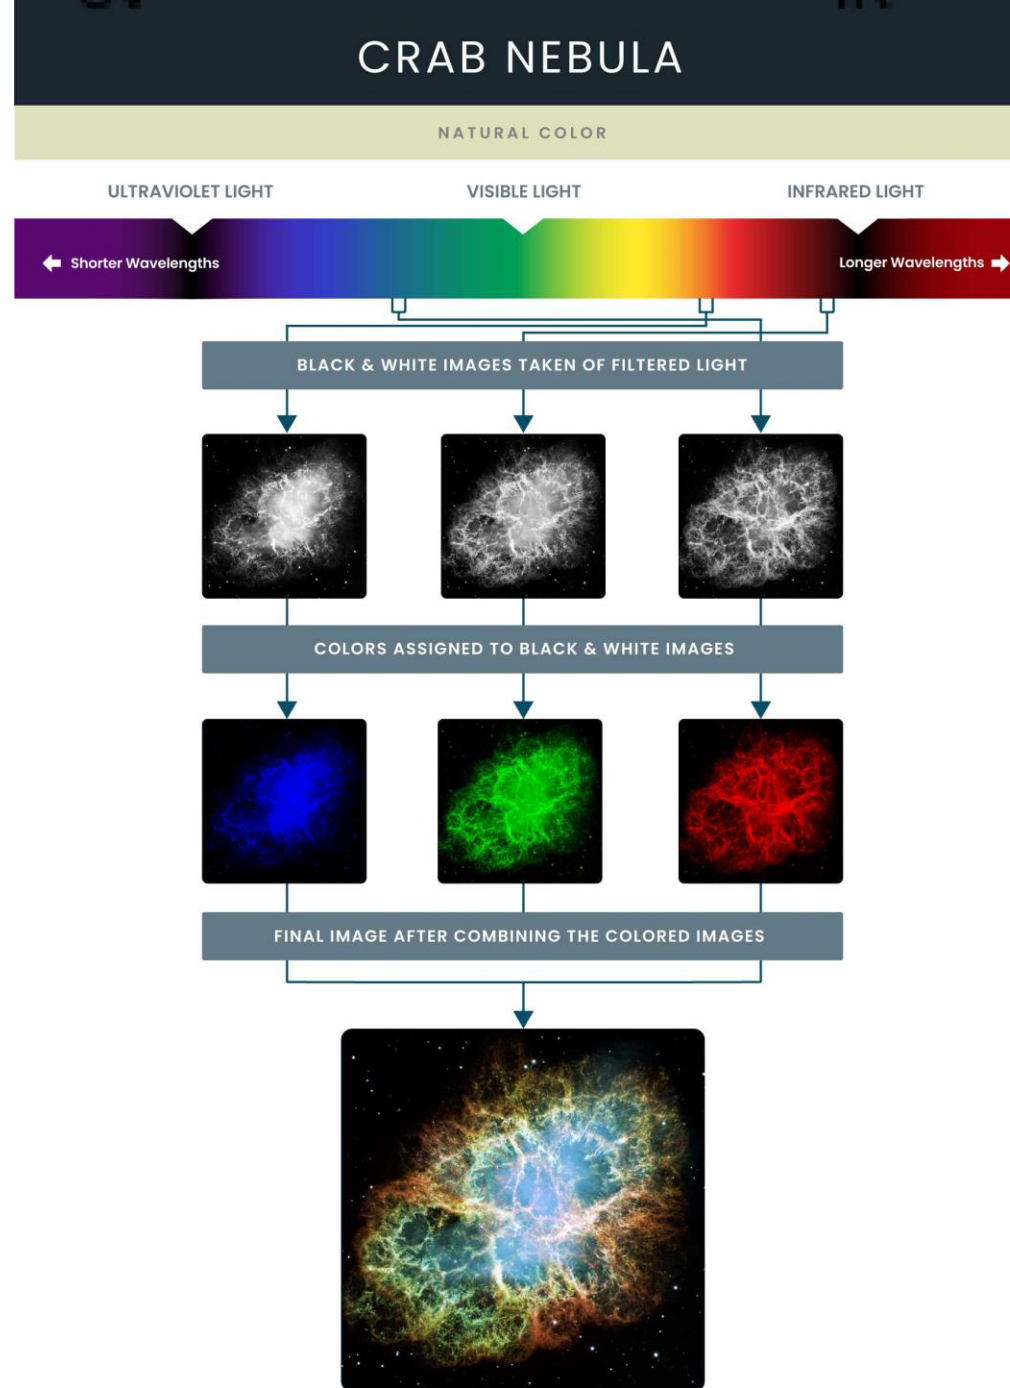 CRAB NEBULA
NATURAL COLOR
ULTRAVIOLET LIGHT
VISIBLE LIGHT
INFRARED LIGHT
Shorter Wavelengths
Longer Wavelengths
BLACK & WHITE IMAGES TAKEN OF FILTERED LIGHT
COLORS ASSIGNED TO BLACK & WHITE IMAGES
FINAL IMAGE AFTER COMBINING THE COLORED IMAGES